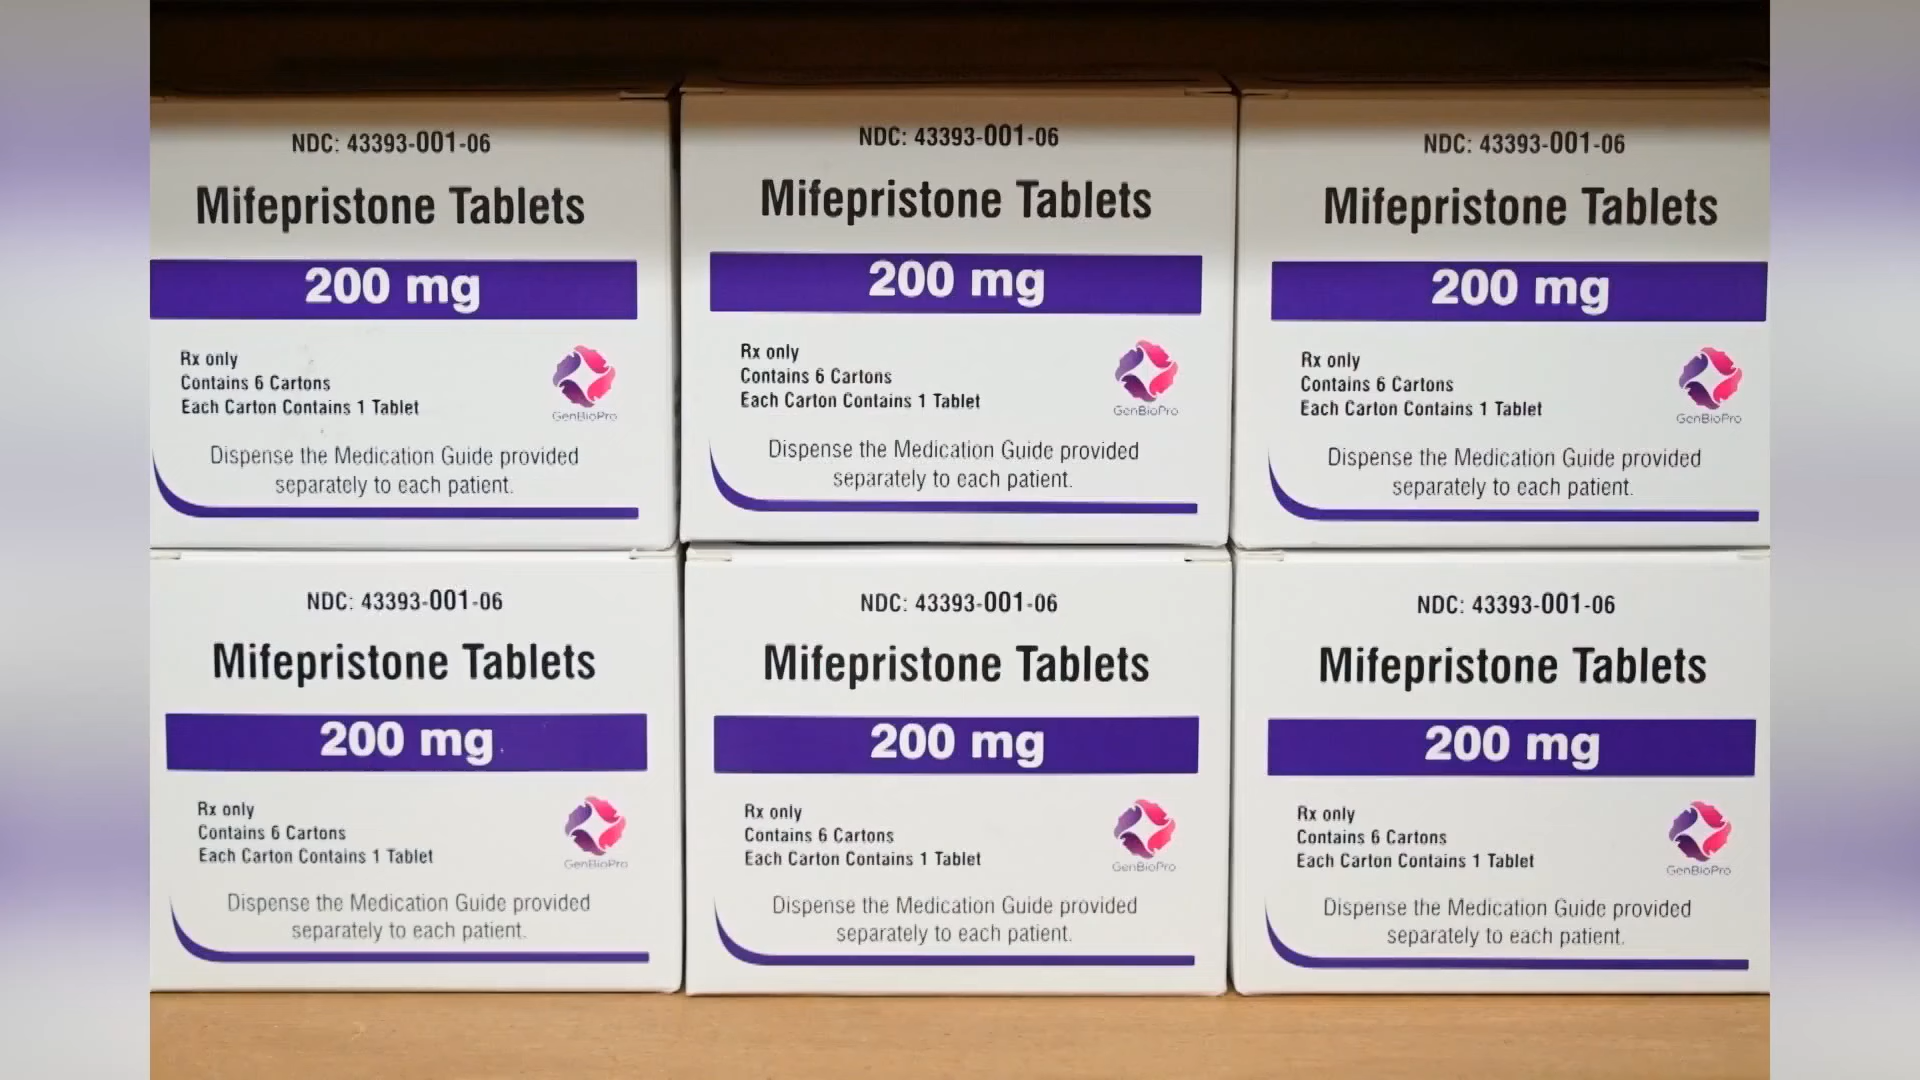 NDC: 43393-001-06
Mifepristone Tablets
200 mg
Rx only
Contains 6 Cartons
Each Carton Contains 1 Tablet
GenBioPro
Dispense the Medication Guide provided
separately to each patient.
NDC: 43393-001-06
Mifepristone Tablets
200 mg
Rx only
Contains 6 Cartons
Each Carton Contains 1 Tablet
GenBioPro
Dispense the Medication Guide provided
separately to each patient.
NDC: 43393-001-06
Mifepristone Tablets
200 mg
Rx only
Contains 6 Cartons
Each Carton Contains 1 Tablet
GenBioPro
Dispense the Medication Guide provided
separately to each patient.
NDC: 43393-001-06
Mifepristone Tablets
200 mg
Rx only
Contains 6 Cartons
Each Carton Contains 1 Tablet
GenBioPro
Dispense the Medication Guide provided
separately to each patient.
NDC: 43393-001-06
Mifepristone Tablets
200 mg
Rx only
Contains 6 Cartons
Each Carton Contains 1 Tablet
GenBioPro
Dispense the Medication Guide provided
separately to each patient.
NDC: 43393-001-06
Mifepristone Tablets
200 mg
Rx only
Contains 6 Cartons
Each Carton Contains 1 Tablet
GenBioPro
Dispense the Medication Guide provided
separately to each patient.